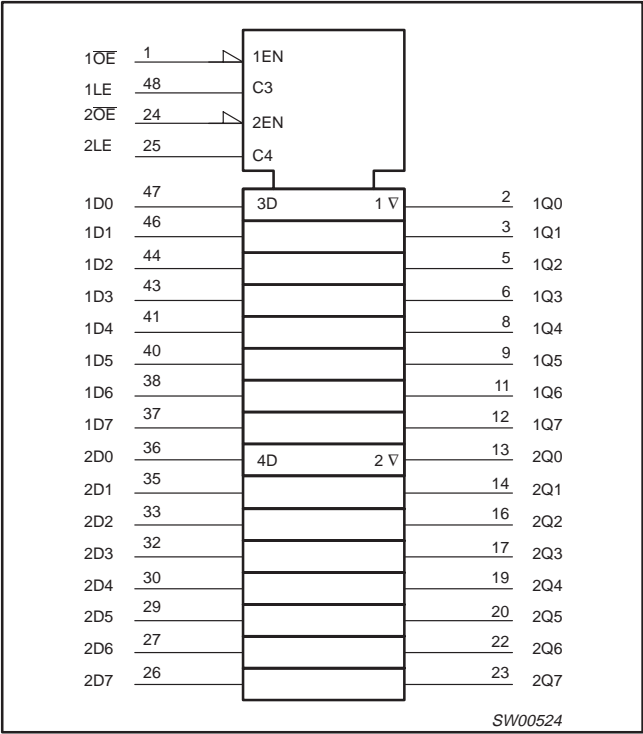 1O̅E̅ 1 1EN
1LE 48 C3
2O̅E̅ 24 2EN
2LE 25 C4
1D0 47 3D 1 ∇ 2 1Q0
1D1 46 3 1Q1
1D2 44 5 1Q2
1D3 43 6 1Q3
1D4 41 8 1Q4
1D5 40 9 1Q5
1D6 38 11 1Q6
1D7 37 12 1Q7
2D0 36 4D 2 ∇ 13 2Q0
2D1 35 14 2Q1
2D2 33 16 2Q2
2D3 32 17 2Q3
2D4 30 19 2Q4
2D5 29 20 2Q5
2D6 27 22 2Q6
2D7 26 23 2Q7
SW00524